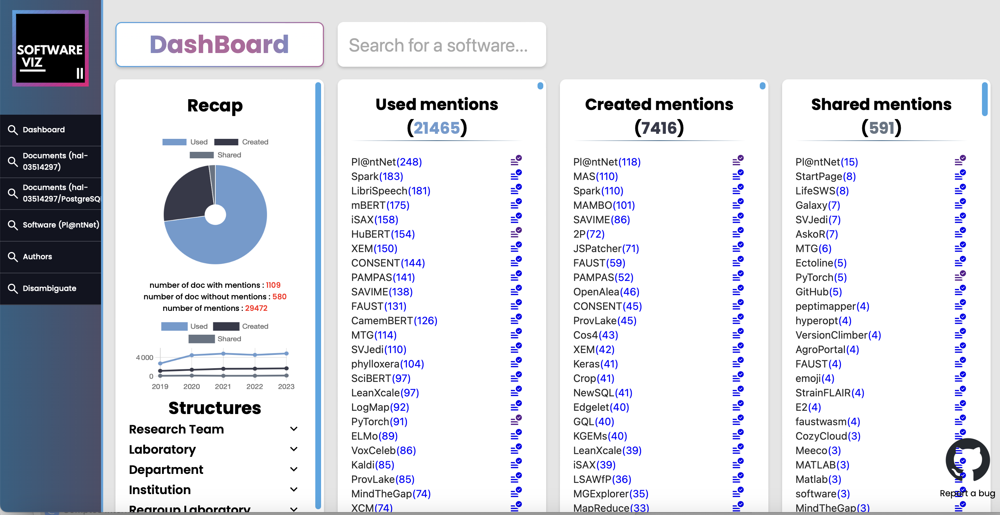 SOFTWARE
VIZ
II
Dashboard
Documents (hal-
03514297)
Documents (hal-
03514297/PostgreSQ
Software (Pl@ntNet)
Authors
Disambiguate
DashBoard
Search for a software...
Recap
Used
Created
Shared
number of doc with mentions : 1109
number of doc without mentions : 580
number of mentions : 29472
Used
Created
Shared
4 000
0
2019 2020 2021 2022 2023
Structures
Research Team
Laboratory
Department
Institution
Regroup Laboratory
Used mentions
(21465)
Pl@ntNet(248)
Spark(183)
LibriSpeech(181)
mBERT(175)
iSAX(158)
HuBERT(154)
XEM(150)
CONSENT(144)
PAMPAS(141)
SAVIME(138)
FAUST(131)
CamemBERT(126)
MTG(114)
SVJedi(110)
phylloxera(104)
SciBERT(97)
LeanXcale(97)
LogMap(92)
PyTorch(91)
ELMo(89)
VoxCeleb(86)
Kaldi(85)
ProvLake(85)
MindTheGap(74)
XCM(74)
Created mentions
(7416)
Pl@ntNet(118)
MAS(110)
Spark(110)
MAMBO(101)
SAVIME(86)
2P(72)
JSPatcher(71)
FAUST(59)
PAMPAS(52)
OpenAlea(46)
CONSENT(45)
ProvLake(45)
Cos4(43)
XEM(42)
Keras(41)
Crop(41)
NewSQL(41)
Edgelet(40)
GQL(40)
KGEMs(40)
LeanXcale(39)
iSAX(39)
LSAWfP(36)
MGExplorer(35)
MapReduce(33)
Shared mentions
(591)
Pl@ntNet(15)
StartPage(8)
LifeSWS(8)
Galaxy(7)
SVJedi(7)
AskoR(7)
MTG(6)
Ectoline(5)
PyTorch(5)
GitHub(5)
peptimapper(4)
hyperopt(4)
VersionClimber(4)
AgroPortal(4)
FAUST(4)
emoji(4)
StrainFLAIR(4)
E2(4)
faustwasm(4)
CozyCloud(3)
Meeco(3)
MATLAB(3)
Matlab(3)
software(3)
MindTheGap(3)
Report a bug